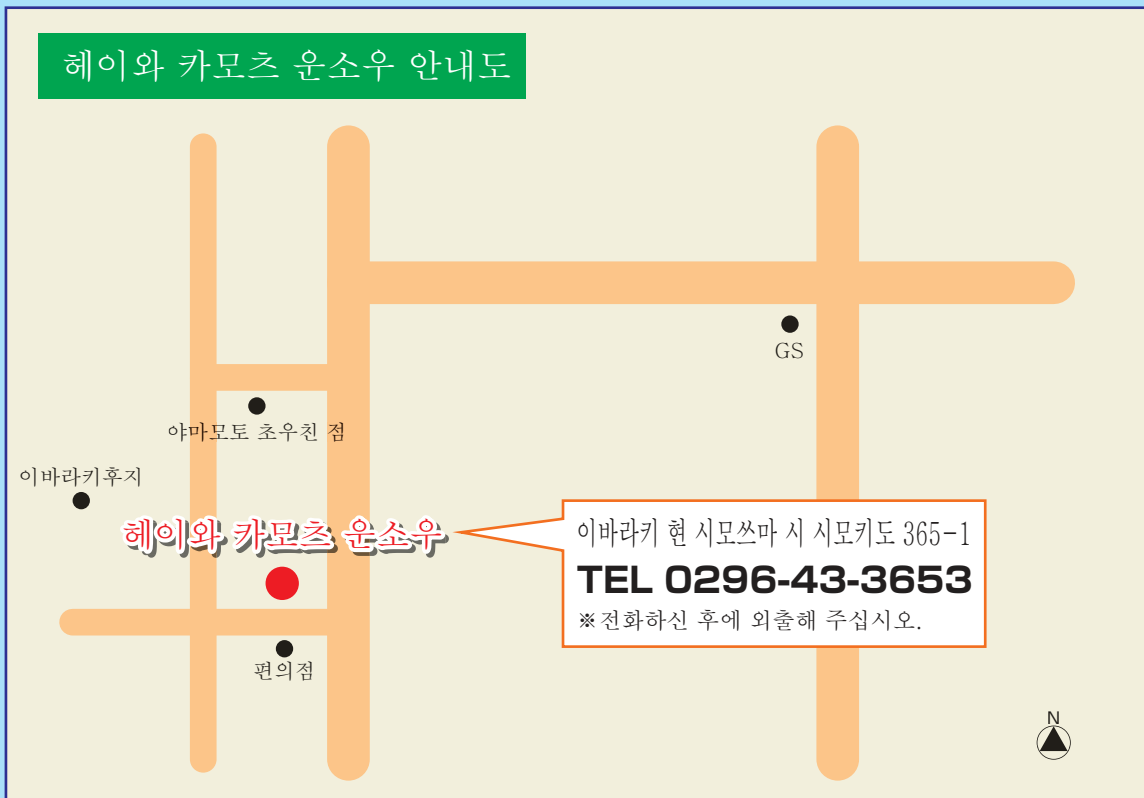 헤이와 카모츠 운소우 안내도
GS
야마모토 초우친 점
이바라키후지
헤이와 카모츠 운소우
이바라키 현 시모쓰마 시 시모키도 365-1
TEL 0296-43-3653
※전화하신 후에 외출해 주십시오.
편의점
N